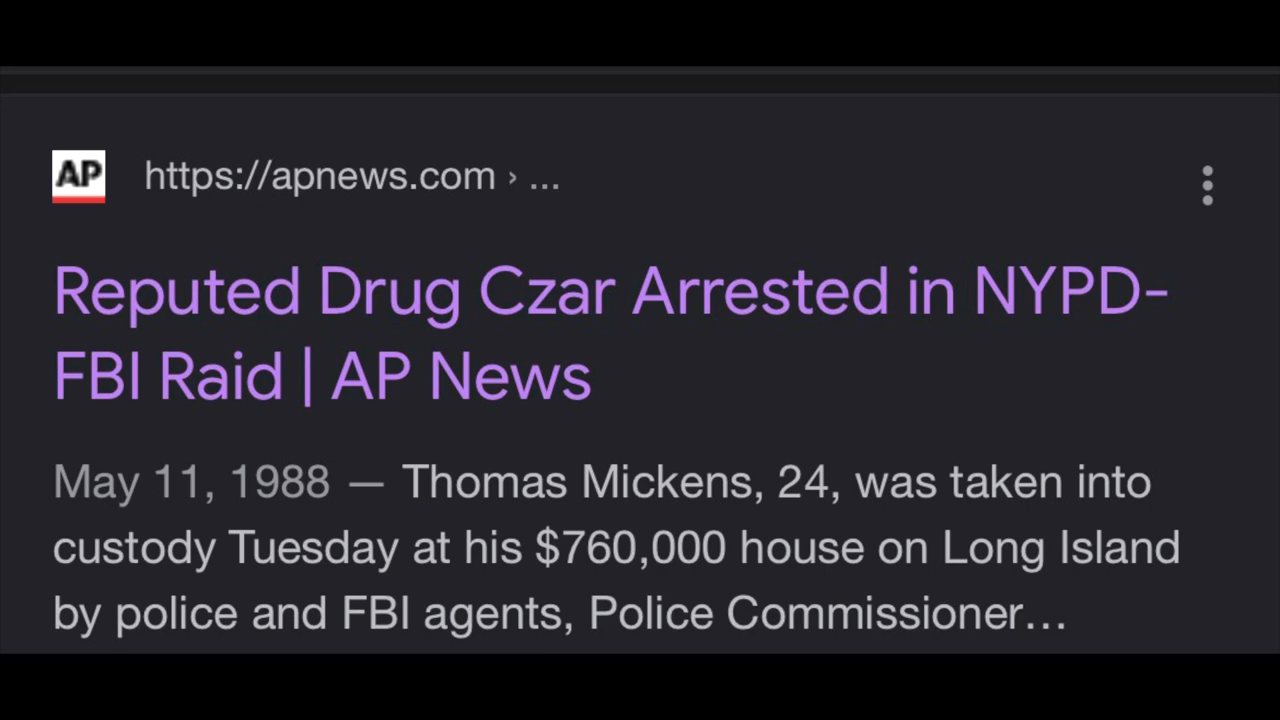 AP
https://apnews.com › ...
Reputed Drug Czar Arrested in NYPD-
FBI Raid | AP News
May 11, 1988 — Thomas Mickens, 24, was taken into
custody Tuesday at his $760,000 house on Long Island
by police and FBI agents, Police Commissioner...